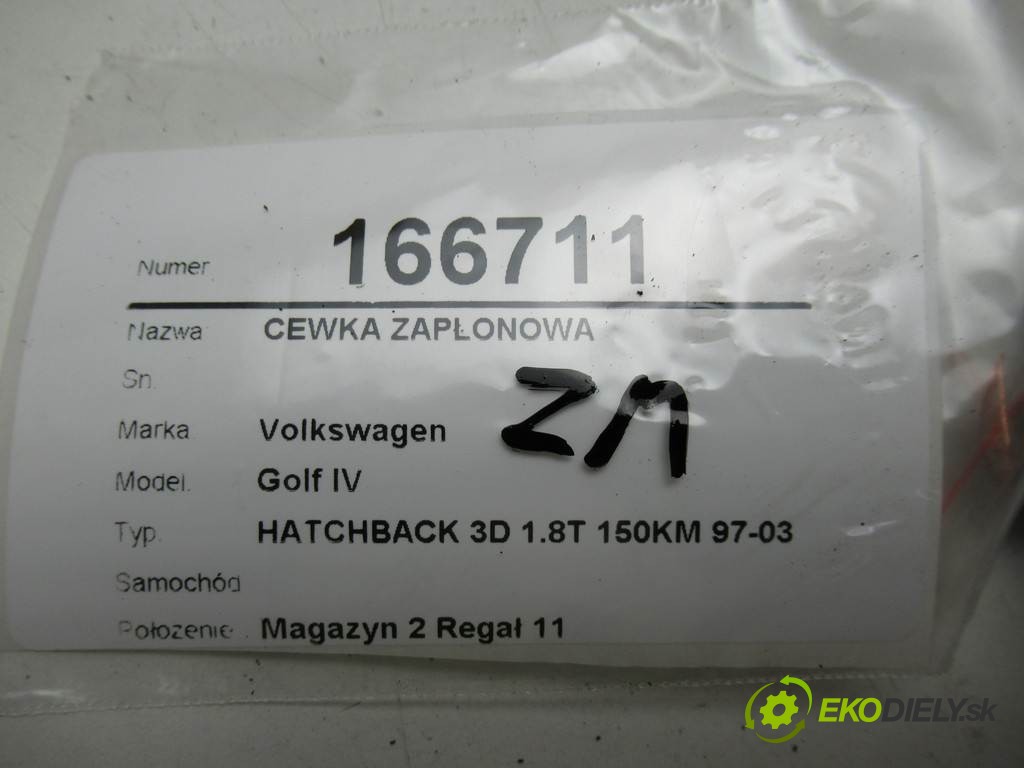 Numer 166711
Nazwa CEWKA ZAPŁONOWA
Sn.
Marka Volkswagen
ZM
Model. Golf IV
Typ. HATCHBACK 3D 1.8T 150KM 97-03
Samochód
Położenie Magazyn 2 Regał 11
EKODIELY.sk